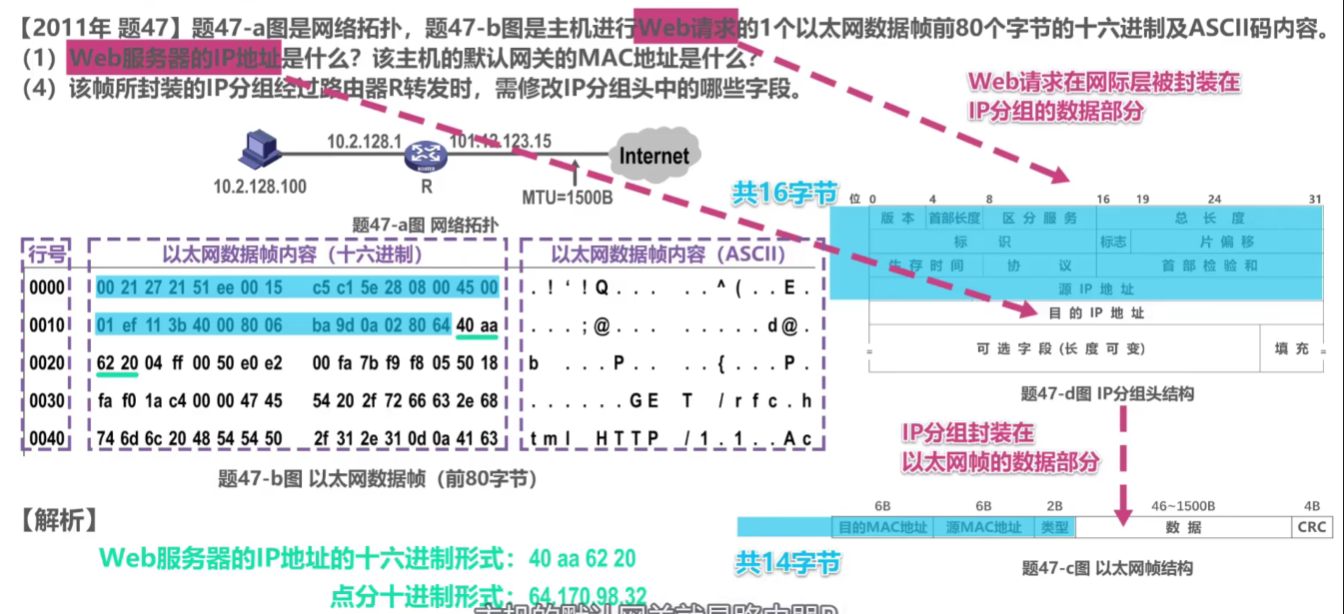 【2011年 题47】题47-a图是网络拓扑，题47-b图是主机进行Web请求的1个以太网数据帧前80个字节的十六进制及ASCII码内容。
（1）Web服务器的IP地址是什么？该主机的默认网关的MAC地址是什么？
（4）该帧所封装的IP分组经过路由器R转发时，需修改IP分组头中的哪些字段。
Web请求在网际层被封装在
IP分组的数据部分
10.2.128.1
101.12.123.15
Internet
10.2.128.100
R
MTU=1500B
题47-a图 网络拓扑
共16字节
位 0 4 8 16 19 24 31
版本 首部长度 区分服务 总长度
标识 标志 片偏移
生存时间 协议 首部检验和
源IP地址
目的IP地址
可选字段(长度可变) 填充
题47-d图 IP分组头结构
行号 以太网数据帧内容（十六进制） 以太网数据帧内容（ASCII）
0000 00 21 27 21 51 ee 00 15 c5 c1 5e 28 08 00 45 00 . ! ' ! Q . . . . . ^ ( . . E .
0010 01 ef 11 3b 40 00 80 06 ba 9d 0a 02 80 64 40 aa . . . ; @ . . . . . . . . d @ .
0020 62 20 04 ff 00 50 e0 e2 00 fa 7b f9 f8 05 50 18 b . . . P . . . . { . . . P .
0030 fa f0 1a c4 00 00 47 45 54 20 2f 72 66 63 2e 68 . . . . . . G E T / r f c . h
0040 74 6d 6c 20 48 54 54 50 2f 31 2e 31 0d 0a 41 63 t m l H T T P / 1 . 1 . . A c
题47-b图 以太网数据帧（前80字节）
IP分组封装在
以太网帧的数据部分
6B 6B 2B 46~1500B 4B
目的MAC地址 源MAC地址 类型 数据 CRC
共14字节
题47-c图 以太网帧结构
【解析】
Web服务器的IP地址的十六进制形式：40 aa 62 20
点分十进制形式：64.170.98.32
主机的默认网关就是路由器R